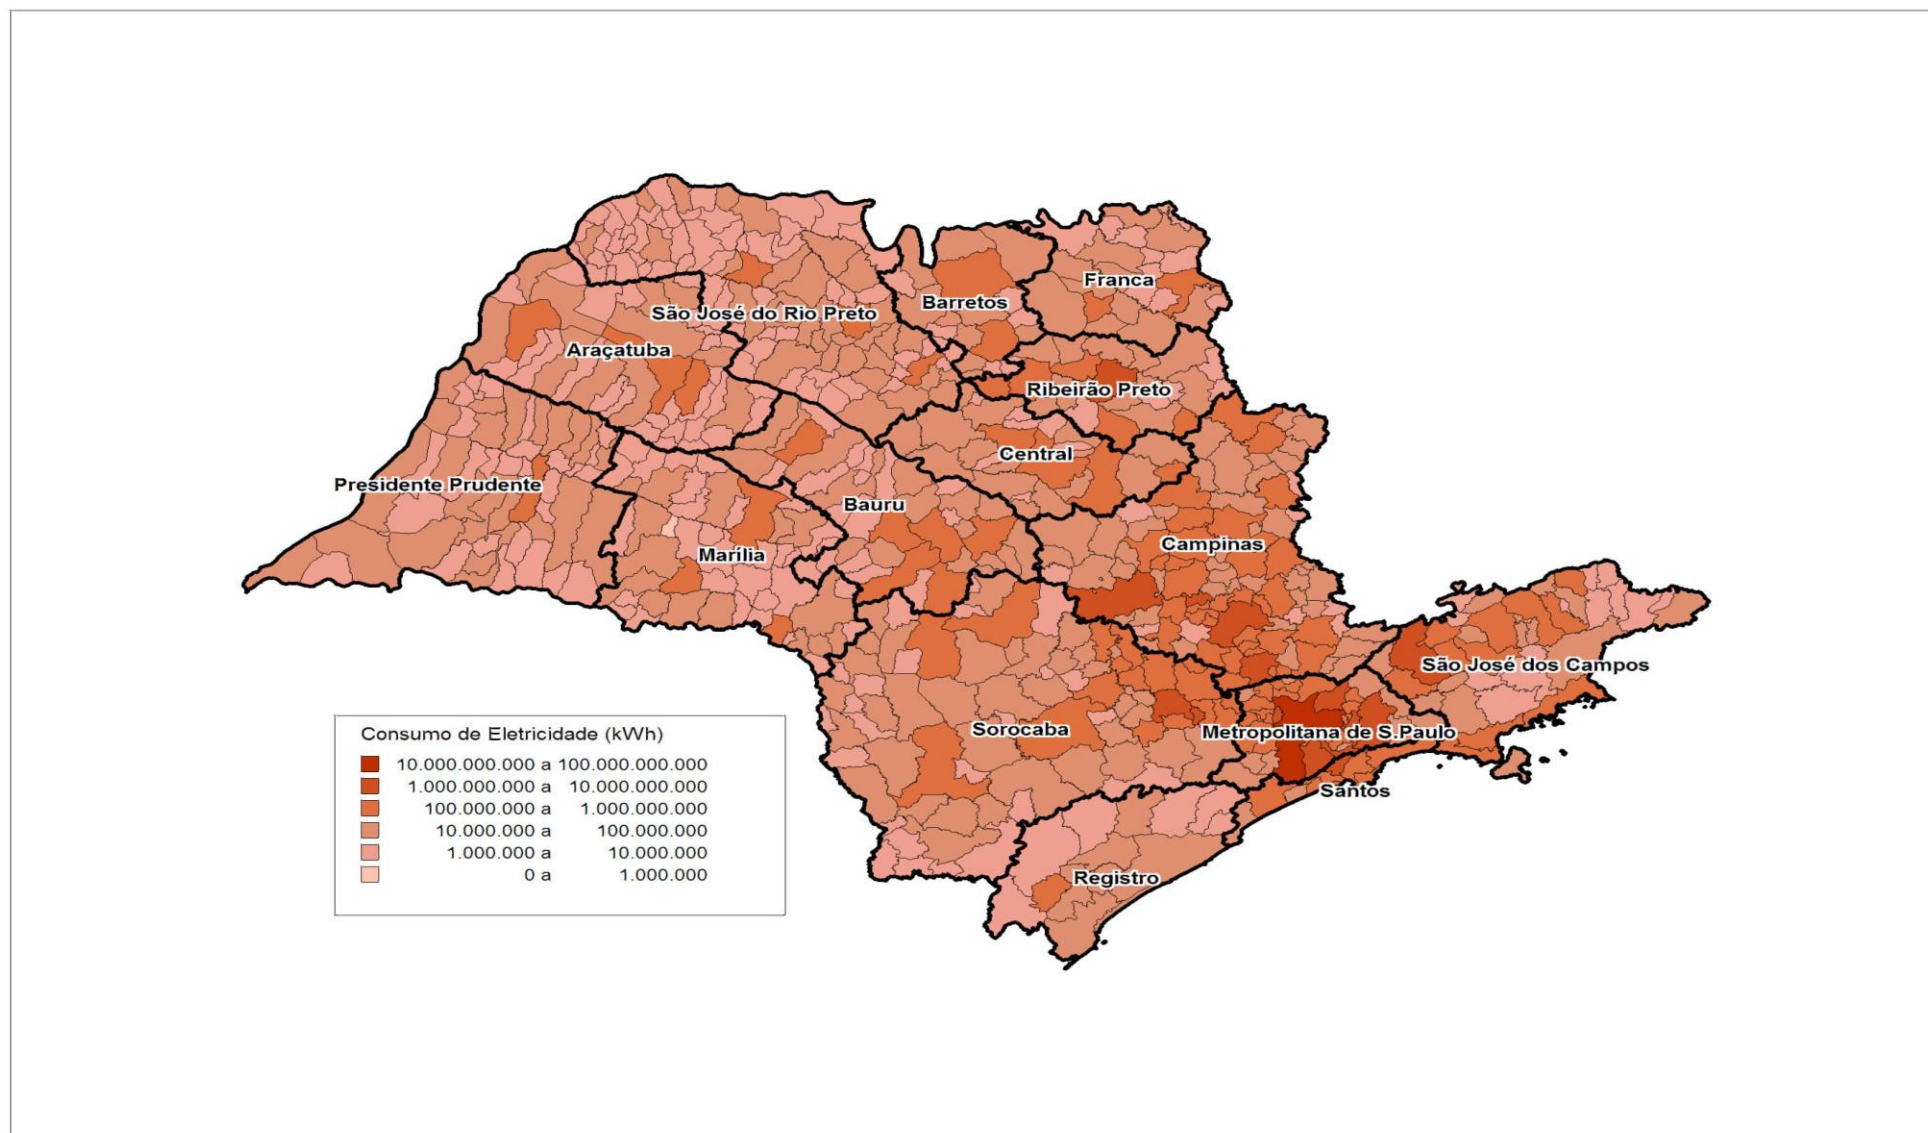 Franca
Barretos
São José do Rio Preto
Araçatuba
Ribeirão Preto
Central
Presidente Prudente
Bauru
Campinas
Marília
São José dos Campos
Sorocaba
Metropolitana de S.Paulo
Santos
Registro
Consumo de Eletricidade (kWh)
10.000.000.000 a 100.000.000.000
1.000.000.000 a 10.000.000.000
100.000.000 a 1.000.000.000
10.000.000 a 100.000.000
1.000.000 a 10.000.000
0 a 1.000.000